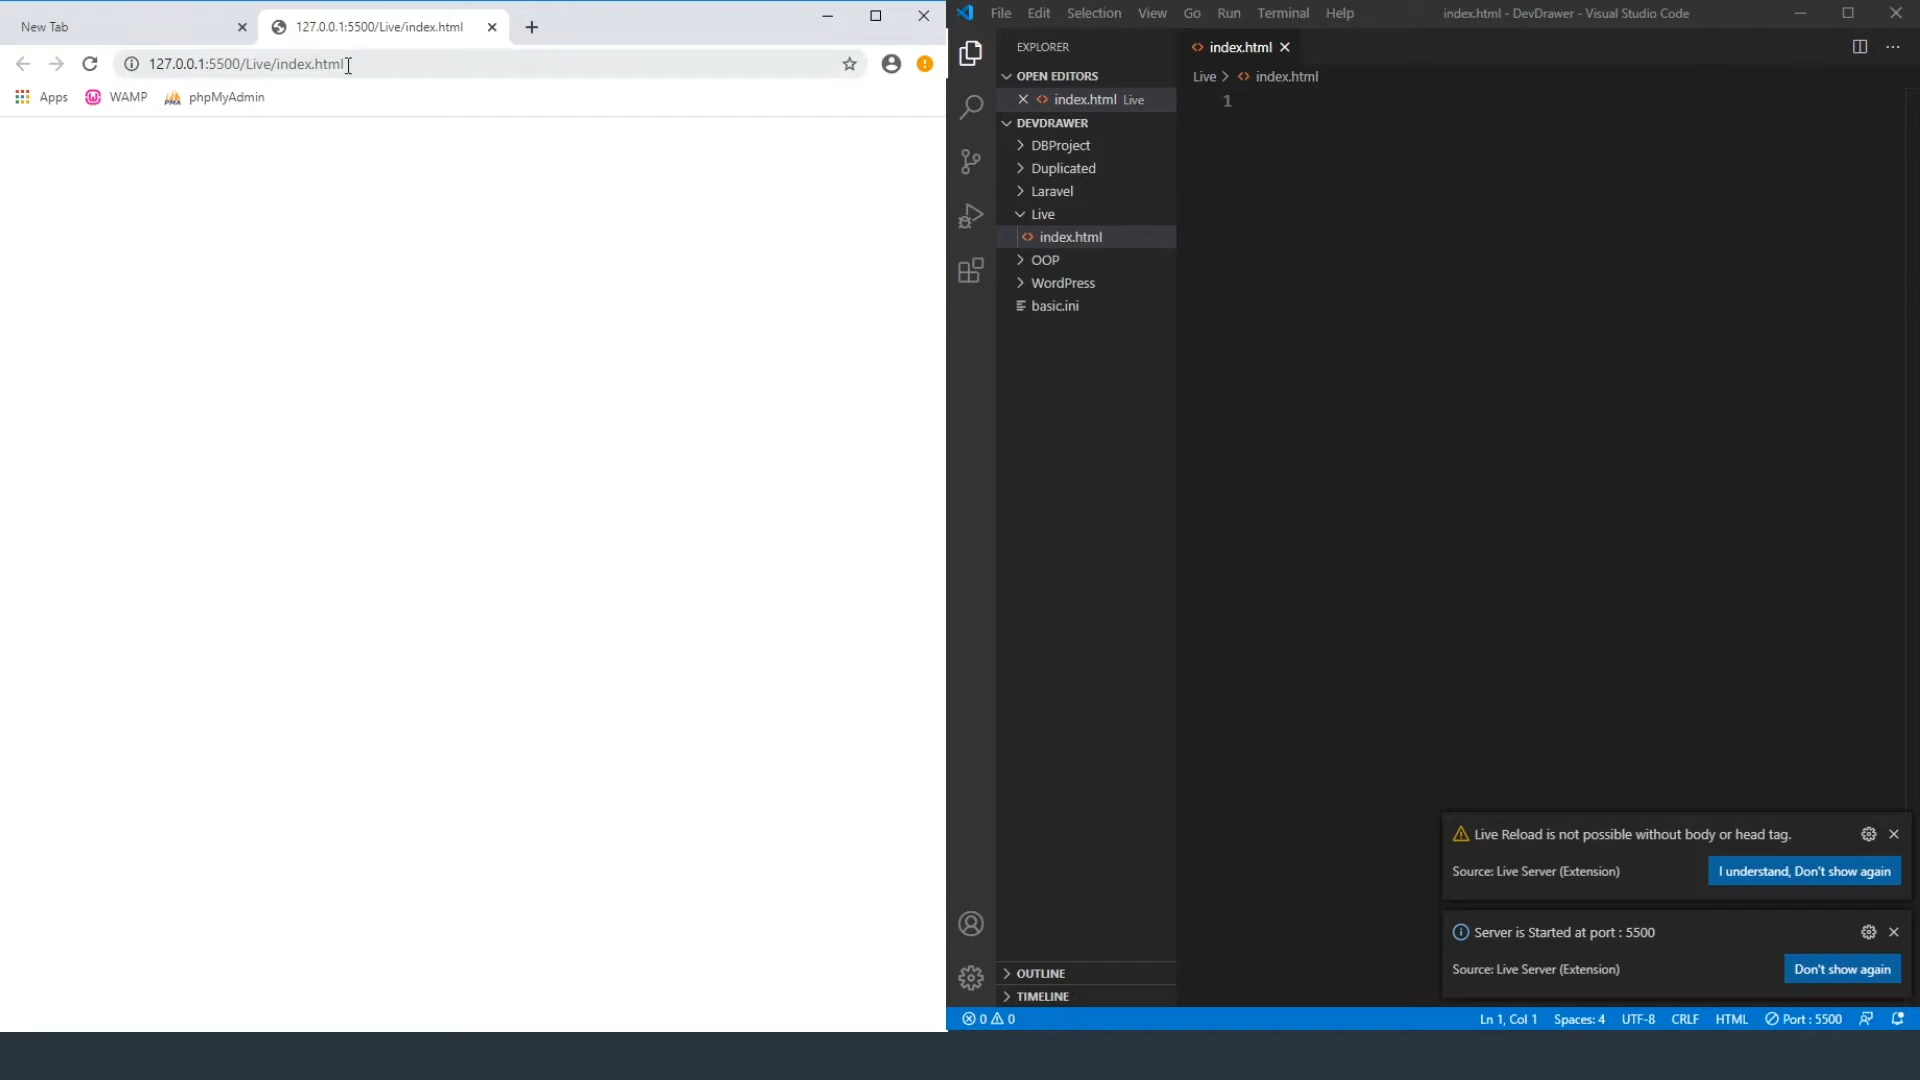 New Tab
127.0.0.1:5500/Live/index.html
127.0.0.1:5500/Live/index.html
Apps WAMP phpMyAdmin
File Edit Selection View Go Run Terminal Help
index.html - DevDrawer - Visual Studio Code
EXPLORER
OPEN EDITORS
index.html Live
DEVDRAWER
DBProject
Duplicated
Laravel
Live
index.html
OOP
WordPress
basic.ini
OUTLINE
TIMELINE
index.html
Live > index.html
1
Live Reload is not possible without body or head tag.
Source: Live Server (Extension)
I understand, Don't show again
Server is Started at port : 5500
Source: Live Server (Extension)
Don't show again
0 0
Ln 1, Col 1 Spaces: 4 UTF-8 CRLF HTML Port : 5500